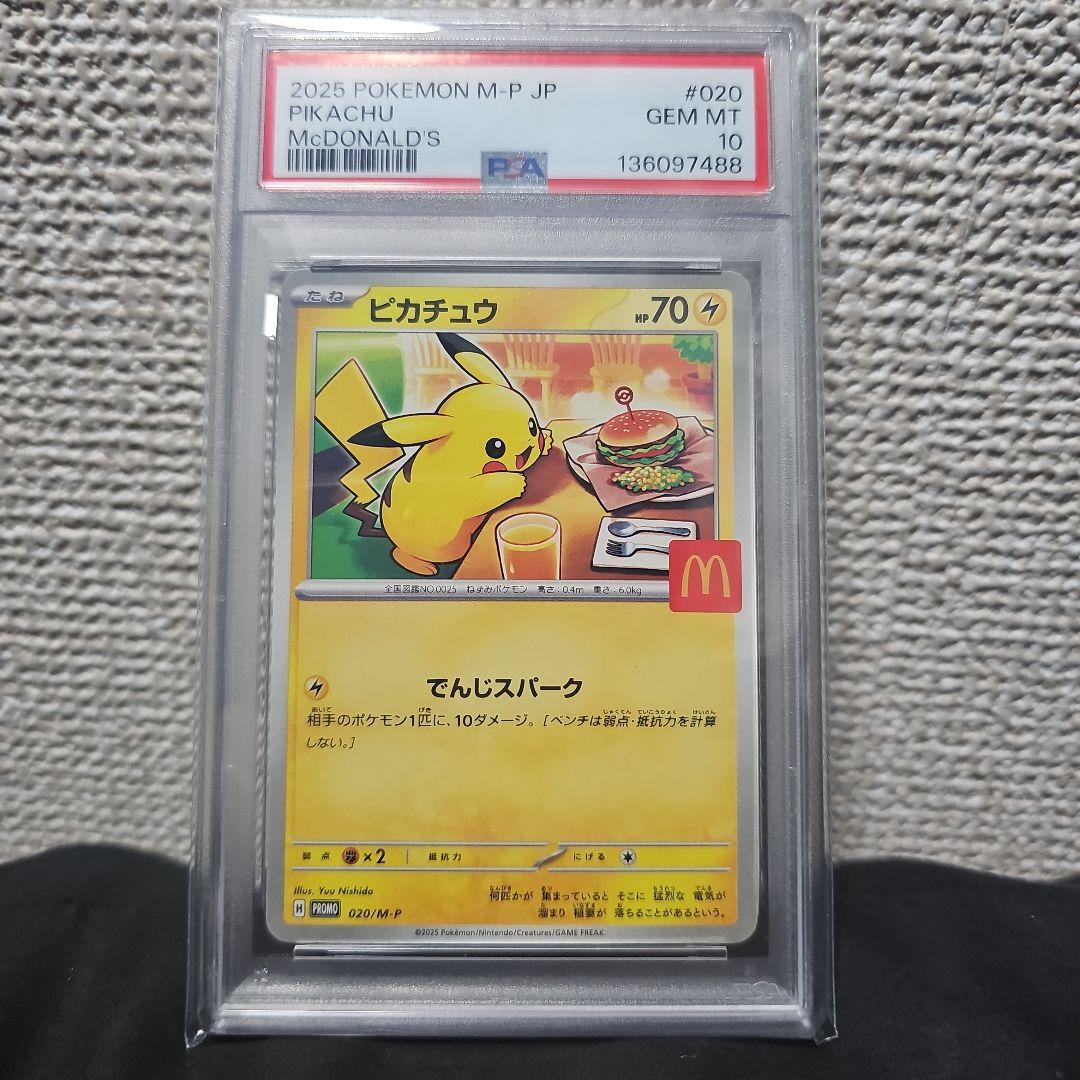 2025 POKEMON M-P JP #020
PIKACHU GEM MT
McDONALD'S 10
PSA 136097488
たね ピカチュウ HP70
全国図鑑NO.0025 ねずみポケモン 高さ:0.4m 重さ:6.0kg
でんじスパーク
相手のポケモン1匹に、10ダメージ。[ベンチは弱点・抵抗力を計算
しない。]
弱点 ×2 抵抗力 にげる
Illus. Yuu Nishida
何匹かが 集まっていると そこに 猛烈な 電気が
溜まり 稲妻が 落ちることがあるという。
H PROMO 020/M-P
©2025 Pokémon/Nintendo/Creatures/GAME FREAK.